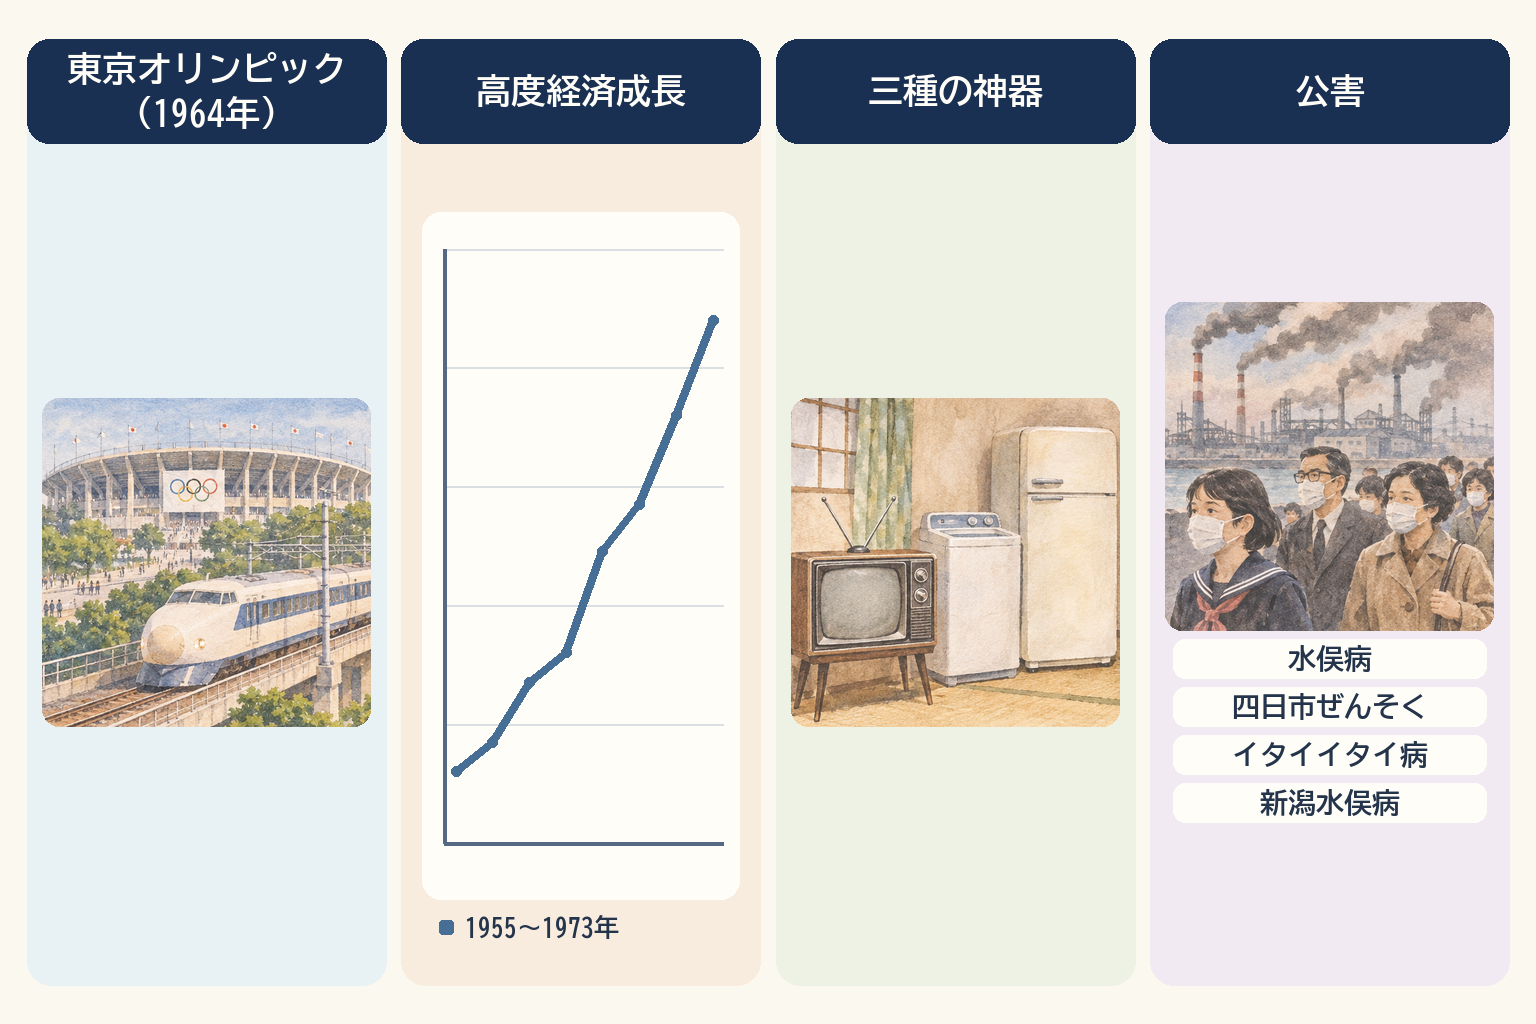 東京オリンピック
（1964年）
高度経済成長
三種の神器
公害
1955～1973年
水俣病
四日市ぜんそく
イタイイタイ病
新潟水俣病